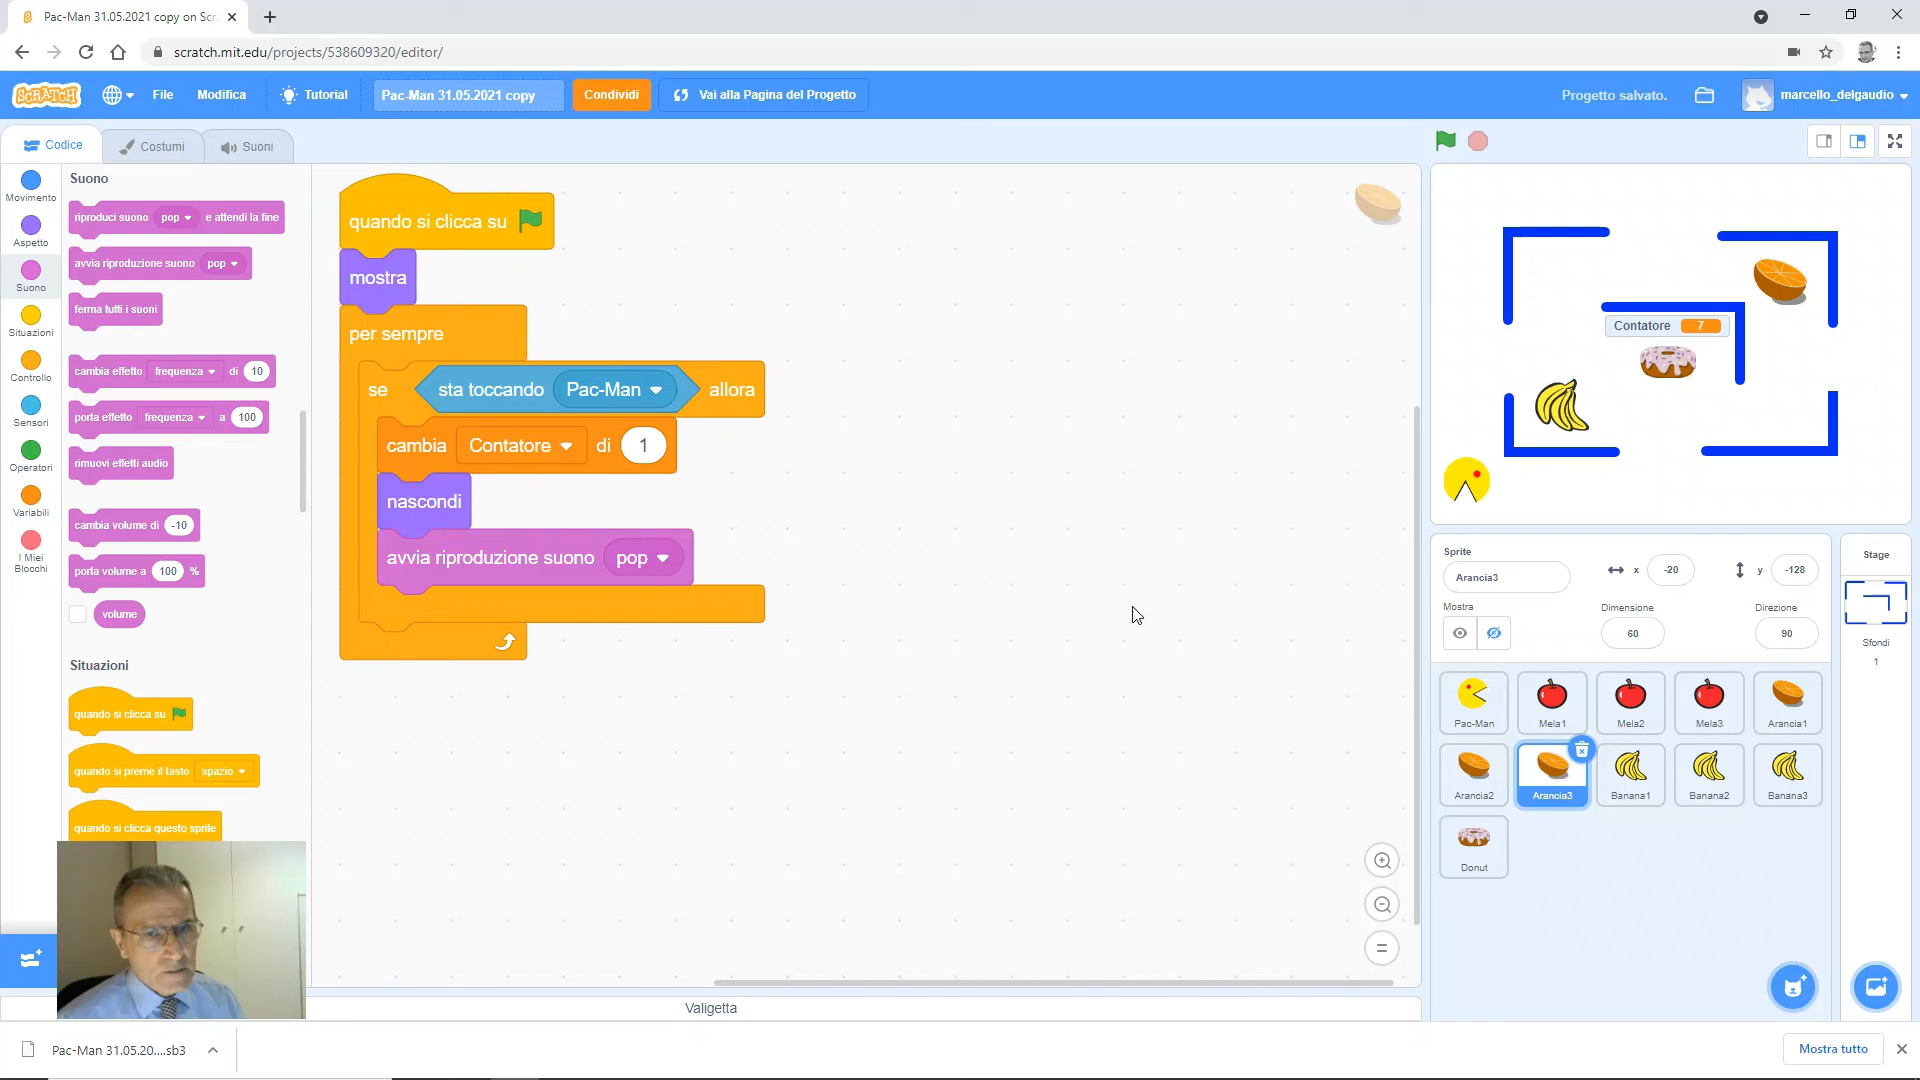 Pac-Man 31.05.2021 copy on Scr
scratch.mit.edu/projects/538609320/editor/
SCRATCH
File
Modifica
Tutorial
Pac-Man 31.05.2021 copy
Condividi
Vai alla Pagina del Progetto
Progetto salvato.
marcello_delgaudio
Codice
Costumi
Suoni
Movimento
Aspetto
Suono
Situazioni
Controllo
Sensori
Operatori
Variabili
I Miei
Blocchi
Suono
riproduci suono pop e attendi la fine
avvia riproduzione suono pop
ferma tutti i suoni
cambia effetto frequenza di 10
porta effetto frequenza a 100
rimuovi effetti audio
cambia volume di -10
porta volume a 100 %
volume
Situazioni
quando si clicca su
quando si preme il tasto spazio
quando si clicca questo sprite
quando si clicca su
mostra
per sempre
se sta toccando Pac-Man allora
cambia Contatore di 1
nascondi
avvia riproduzione suono pop
Contatore 7
Sprite
Arancia3
x -20
y -128
Mostra
Dimensione
60
Direzione
90
Stage
Sfondi
1
Pac-Man
Mela1
Mela2
Mela3
Arancia1
Arancia2
Arancia3
Banana1
Banana2
Banana3
Donut
Valigetta
Pac-Man 31.05.20....sb3
Mostra tutto